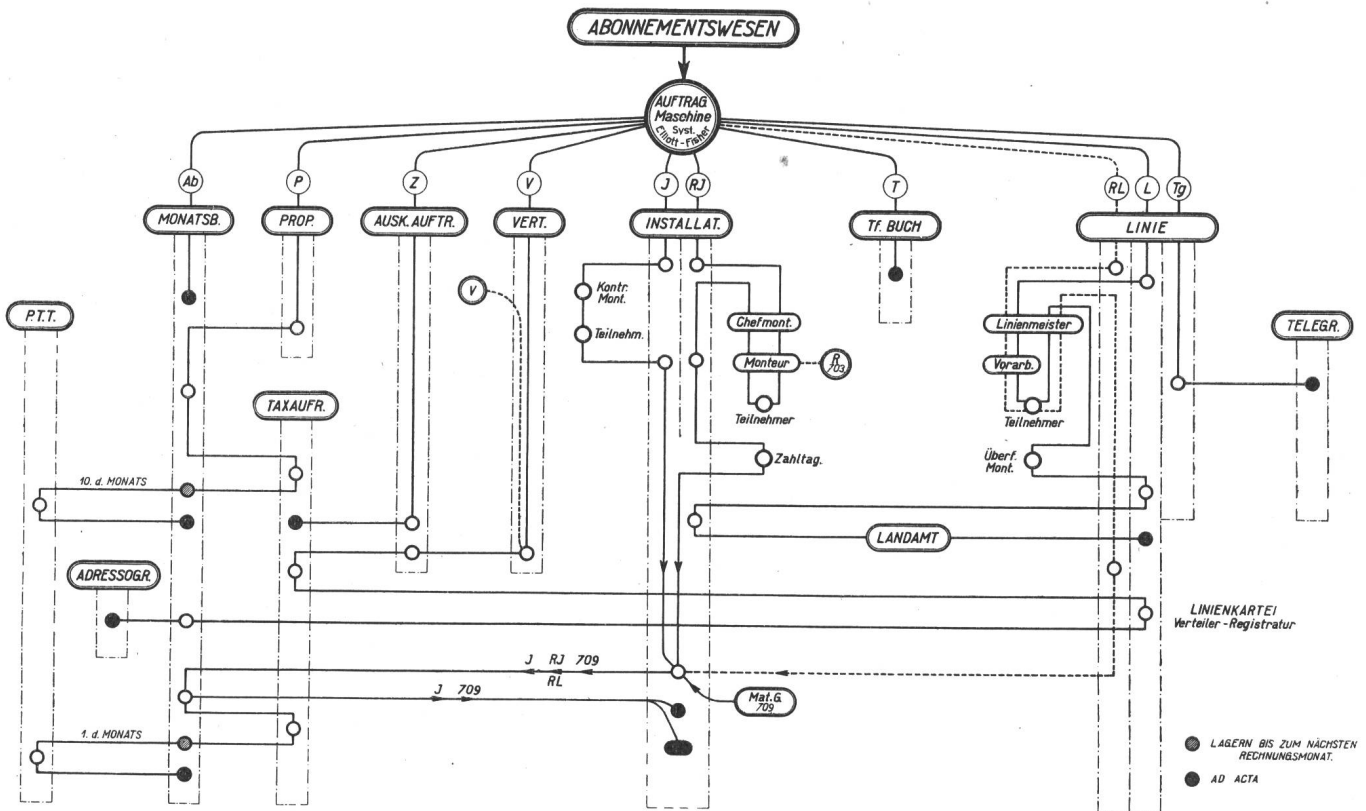 ABONNEMENTSWESEN
AUFTRAG
Maschine
Syst.
Elliott-Fisher
Ab
P
Z
V
J
RJ
T
RL
L
Tg
MONATSB.
PROP.
AUSK. AUFTR.
VERT.
INSTALLAT.
Tf. BUCH
LINIE
V
Kontr.
Mont.
P.T.T.
Chefmont.
Linienmeister
TELEGR.
Teilnehm.
Monteur
R
703
Vorarb.
TAXAUFR.
Teilnehmer
Teilnehmer
Zahltag.
Überf.
Mont.
10. d. MONATS
LANDAMT
ADRESSOGR.
LINIENKARTEI
Verteiler-Registratur
J RJ 709
RL
J 709
Mat.G.
709
1. d. MONATS
LAGERN BIS ZUM NÄCHSTEN
RECHNUNGSMONAT.
AD ACTA